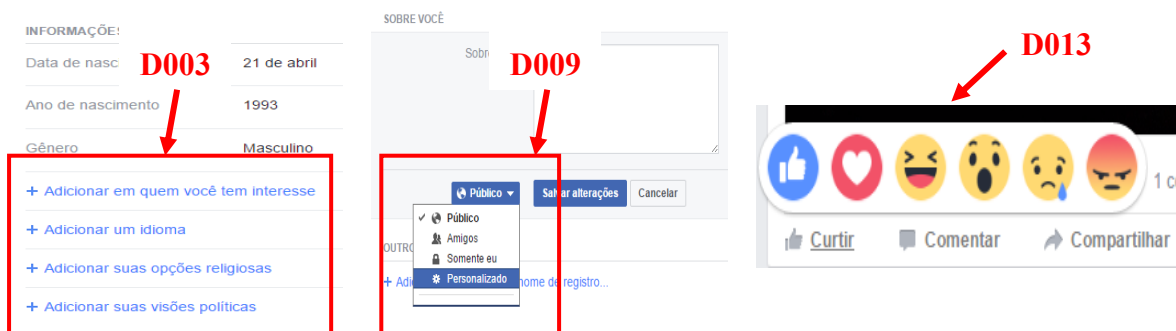 INFORMAÇÕES
Data de nasc
D003
21 de abril
Ano de nascimento
1993
Gênero
Masculino
+ Adicionar em quem você tem interesse
+ Adicionar um idioma
+ Adicionar suas opções religiosas
+ Adicionar suas visões políticas
SOBRE VOCÊ
Sobr
D009
Público
Salvar alterações
Cancelar
Público
Amigos
Somente eu
Personalizado
OUTRO
+ Adi
nome de registro...
D013
1 co
Curtir
Comentar
Compartilhar